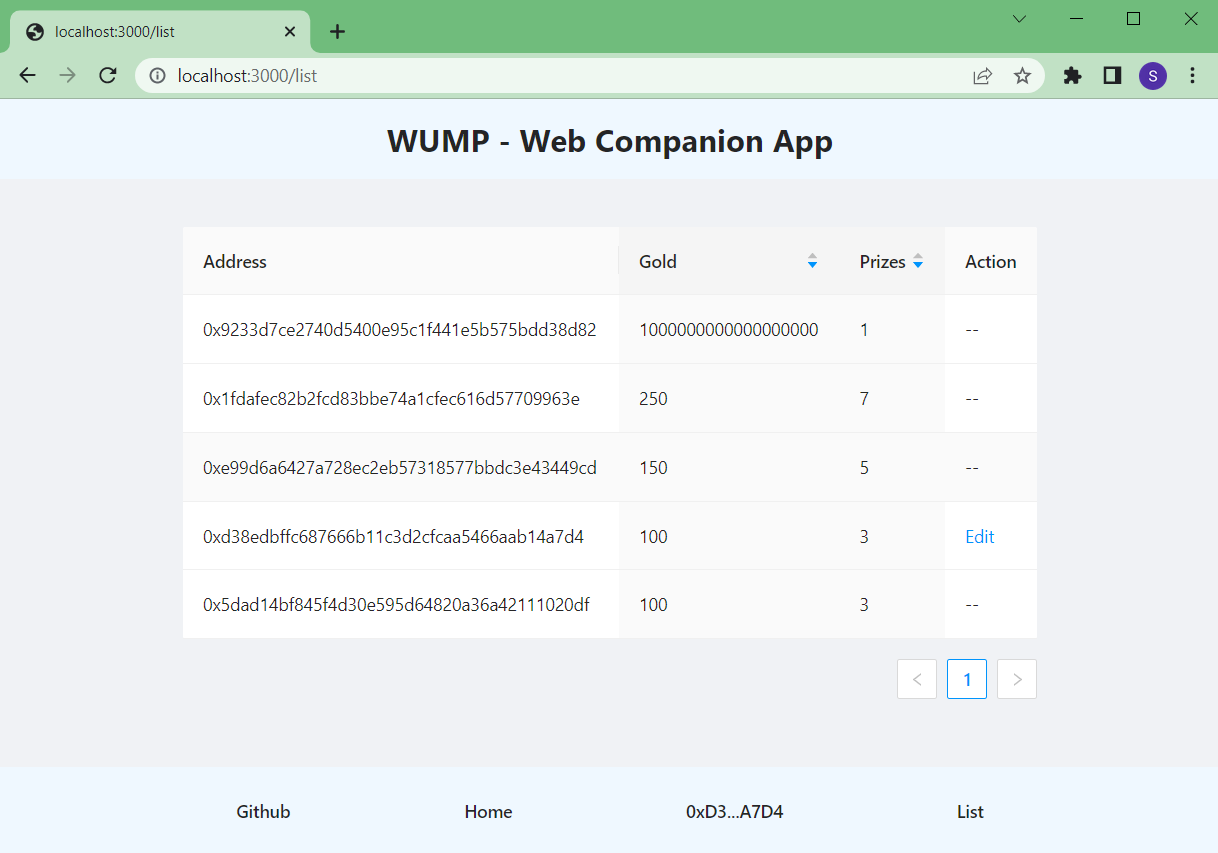 localhost:3000/list
localhost:3000/list
S
WUMP - Web Companion App
Address Gold Prizes Action
0x9233d7ce2740d5400e95c1f441e5b575bdd38d82 1000000000000000000 1 --
0x1fdafec82b2fcd83bbe74a1cfec616d57709963e 250 7 --
0xe99d6a6427a728ec2eb57318577bbdc3e43449cd 150 5 --
0xd38edbffc687666b11c3d2cfcaa5466aab14a7d4 100 3 Edit
0x5dad14bf845f4d30e595d64820a36a42111020df 100 3 --
< 1 >
Github Home 0xD3...A7D4 List